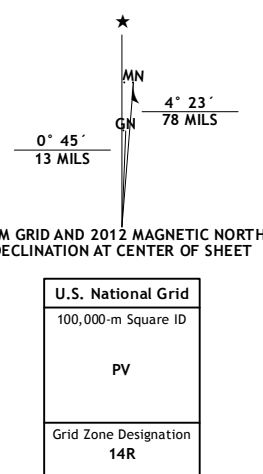 ★
MN
GN
4° 23´
78 MILS
0° 45´
13 MILS
M GRID AND 2012 MAGNETIC NORTH
DECLINATION AT CENTER OF SHEET
U.S. National Grid
100,000-m Square ID
PV
Grid Zone Designation
14R